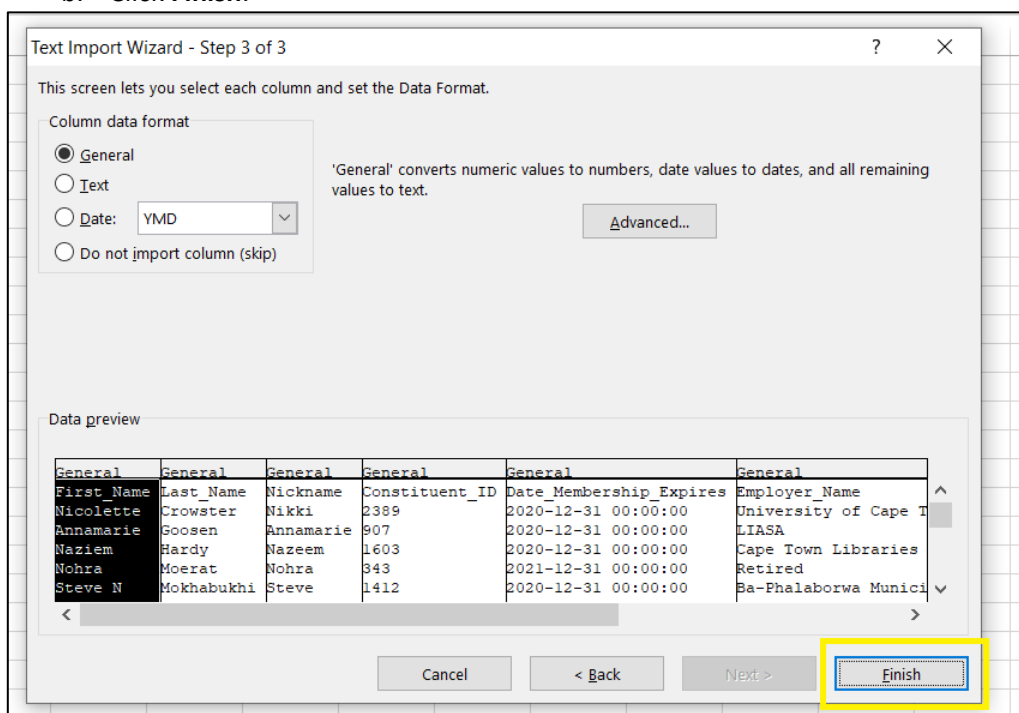 Text Import Wizard - Step 3 of 3 ? X
This screen lets you select each column and set the Data Format.
Column data format
General
Text
Date: YMD
Do not import column (skip)
'General' converts numeric values to numbers, date values to dates, and all remaining
values to text.
Advanced...
Data preview
General General General General General General
First_Name Last_Name Nickname Constituent_ID Date_Membership_Expires Employer_Name
Nicolette Crowster Nikki 2389 2020-12-31 00:00:00 University of Cape T
Annamarie Goosen Annamarie 907 2020-12-31 00:00:00 LIASA
Naziem Hardy Nazeem 1603 2020-12-31 00:00:00 Cape Town Libraries
Nohra Moerat Nohra 343 2021-12-31 00:00:00 Retired
Steve N Mokhabukhi Steve 1412 2020-12-31 00:00:00 Ba-Phalaborwa Munici
Cancel < Back Next > Finish